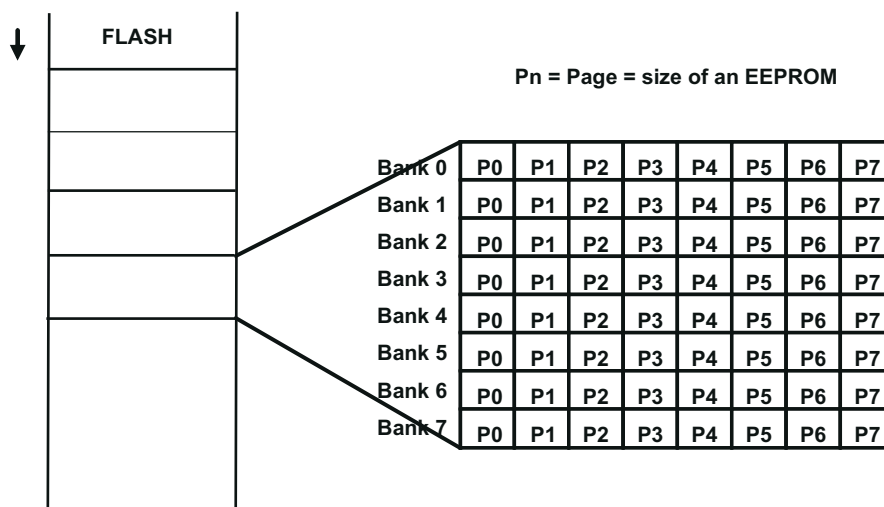 FLASH
Pn = Page = size of an EEPROM
Bank 0 P0 P1 P2 P3 P4 P5 P6 P7
Bank 1 P0 P1 P2 P3 P4 P5 P6 P7
Bank 2 P0 P1 P2 P3 P4 P5 P6 P7
Bank 3 P0 P1 P2 P3 P4 P5 P6 P7
Bank 4 P0 P1 P2 P3 P4 P5 P6 P7
Bank 5 P0 P1 P2 P3 P4 P5 P6 P7
Bank 6 P0 P1 P2 P3 P4 P5 P6 P7
Bank 7 P0 P1 P2 P3 P4 P5 P6 P7